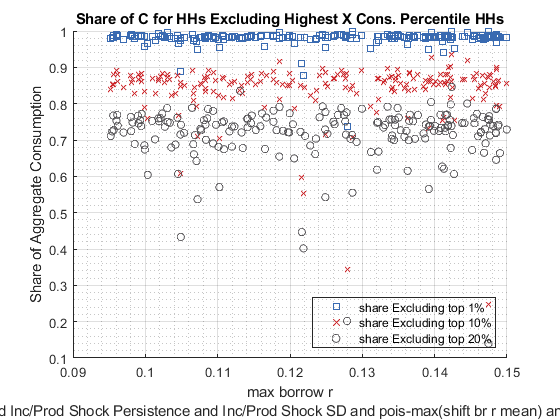 Share of C for HHs Excluding Highest X Cons. Percentile HHs
1
0.9
0.8
0.7
0.6
0.5
0.4
0.3
0.2
0.1
Share of Aggregate Consumption
share Excluding top 1%
share Excluding top 10%
share Excluding top 20%
0.09 0.1 0.11 0.12 0.13 0.14 0.15
max borrow r
d Inc/Prod Shock Persistence and Inc/Prod Shock SD and pois-max(shift br r mean) an